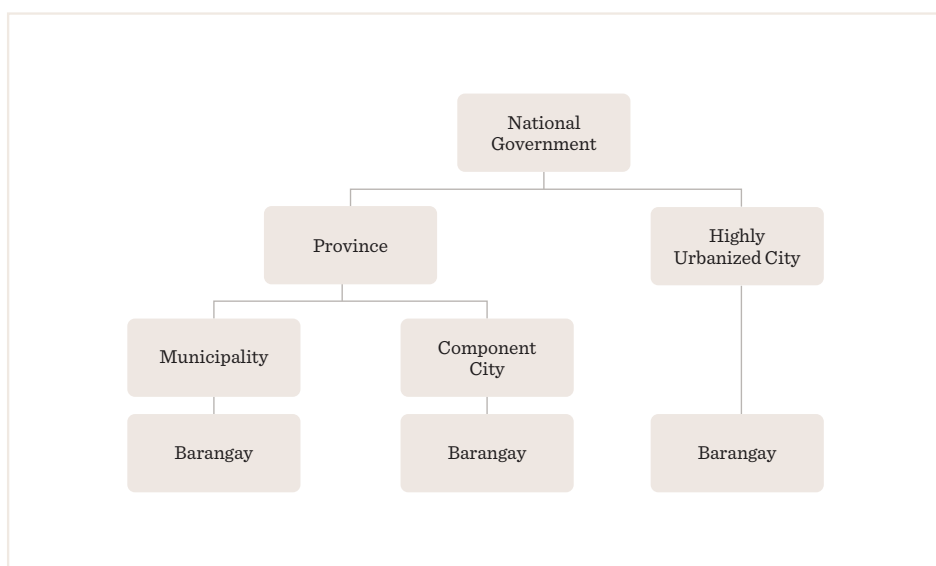 National
Government
Province
Highly
Urbanized City
Municipality
Component
City
Barangay
Barangay
Barangay